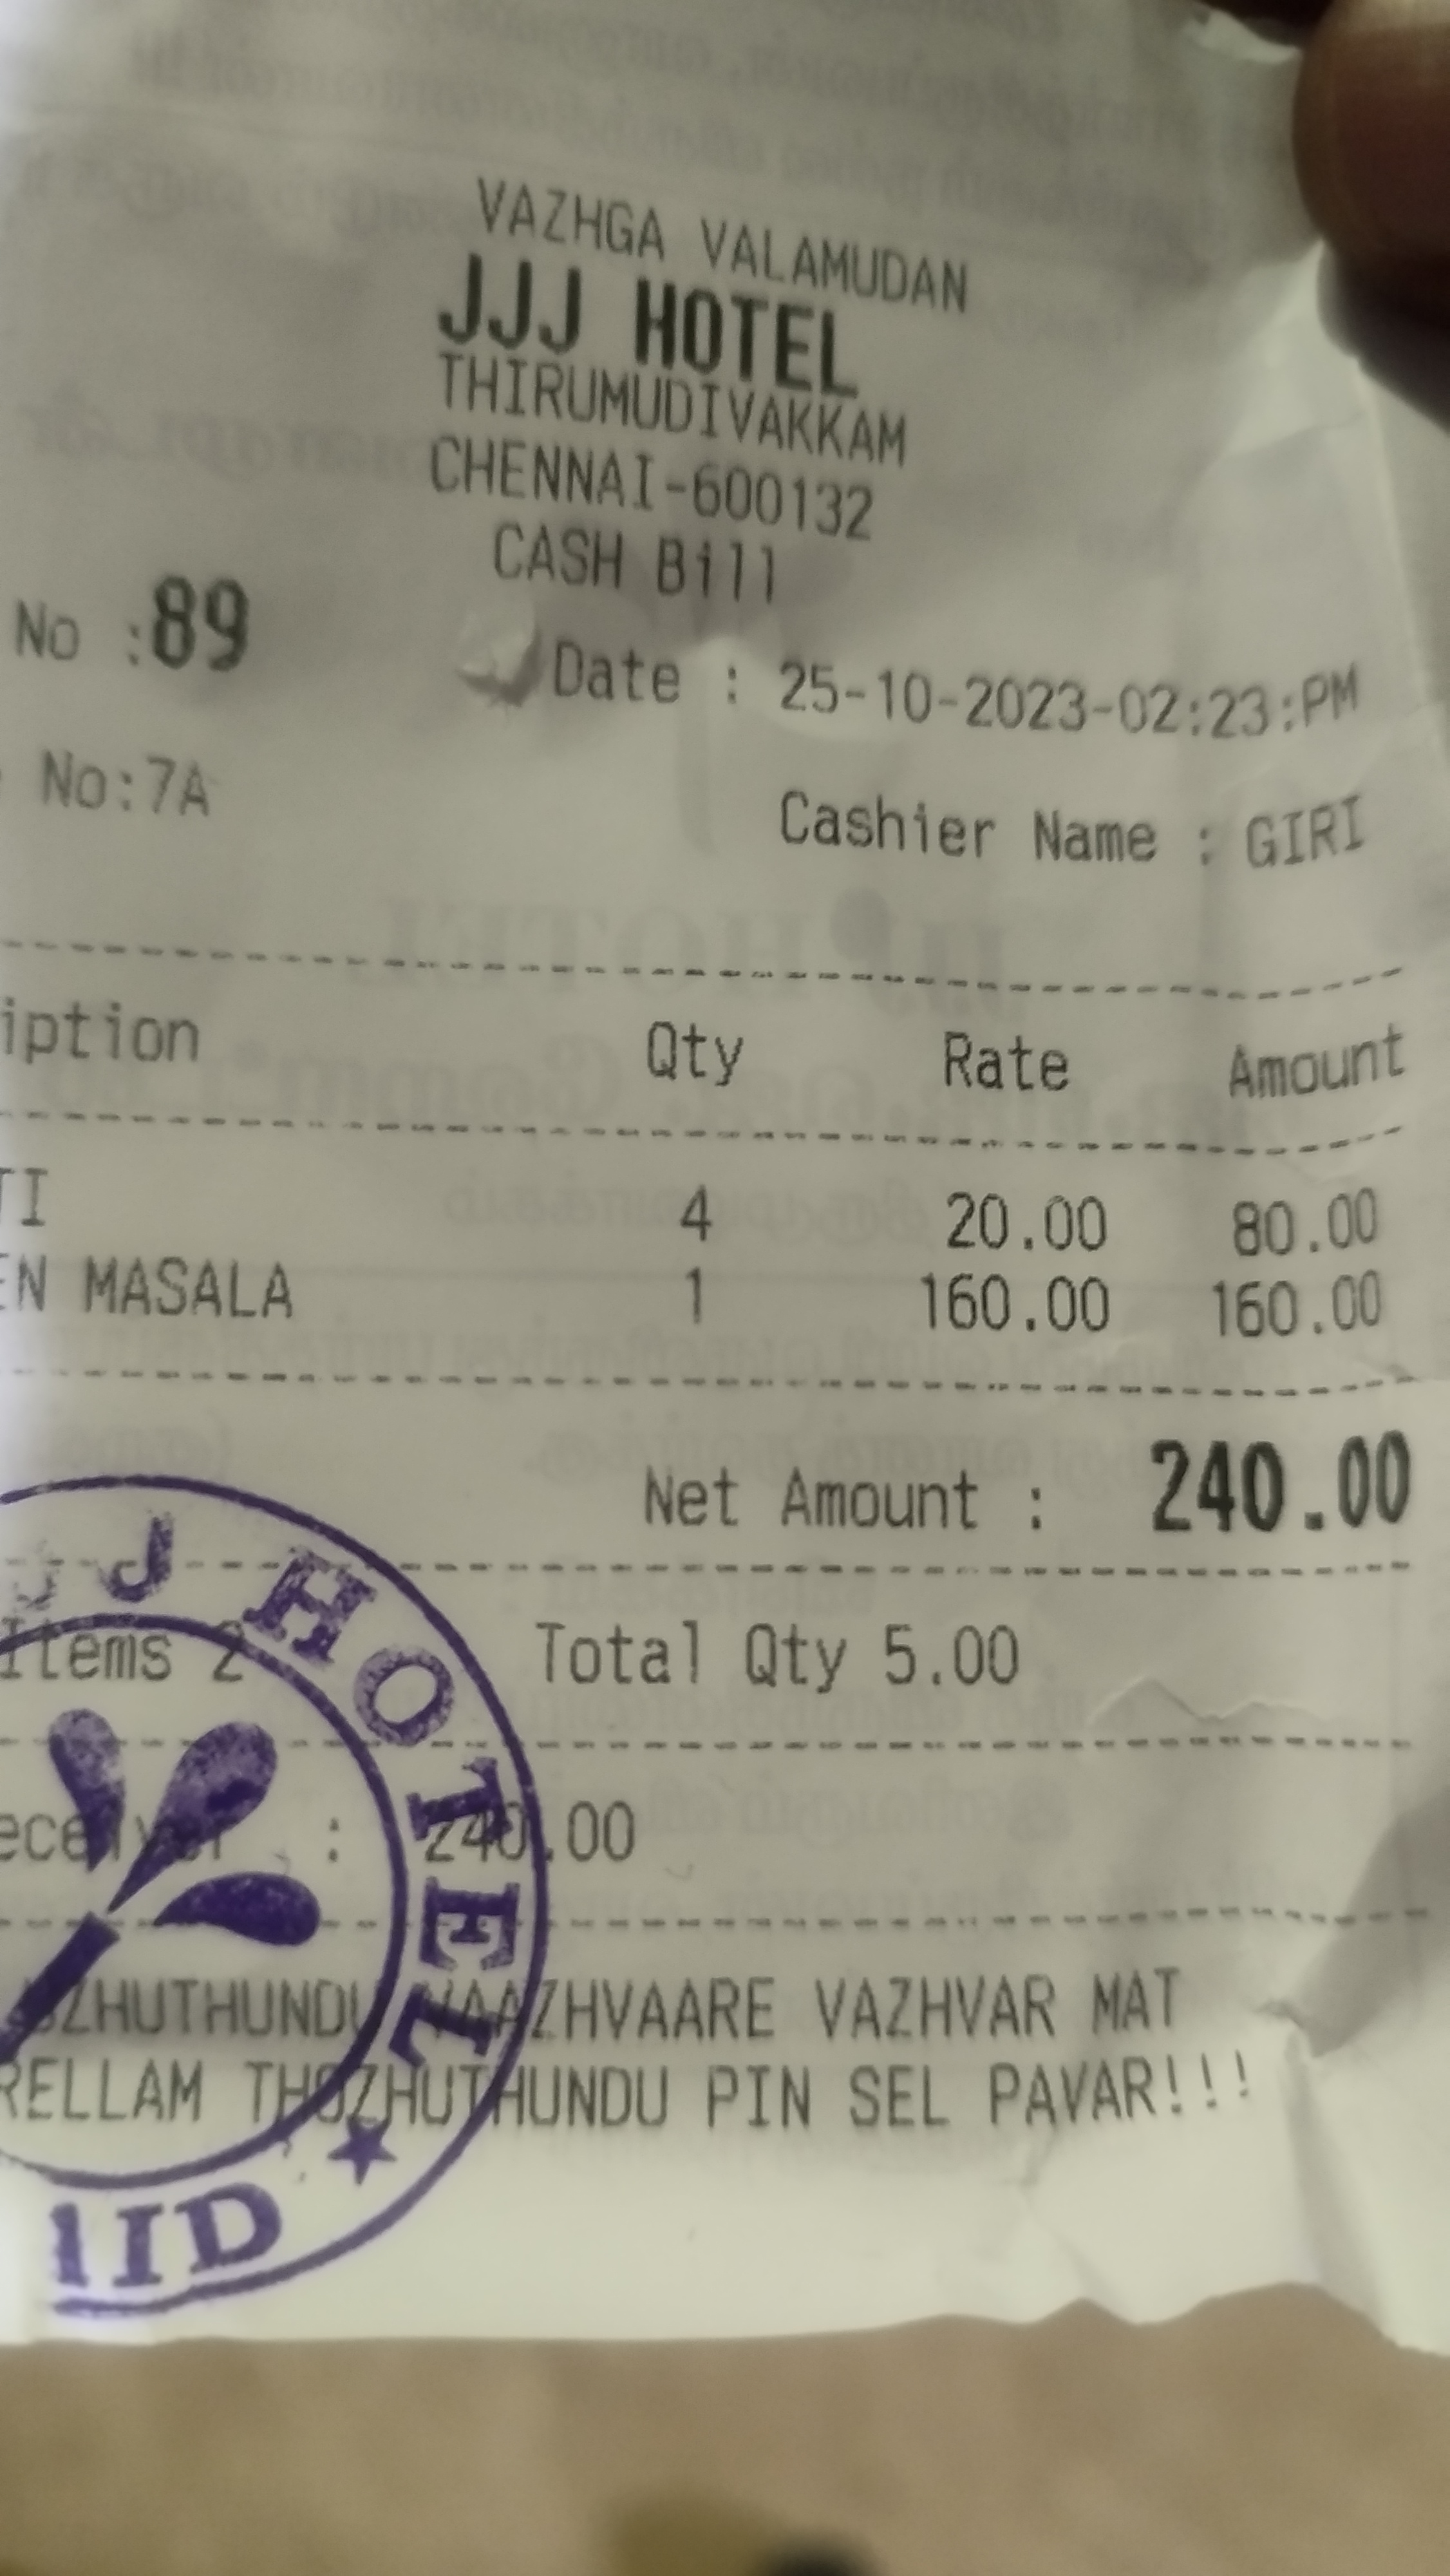 VAZHGA VALAMUDAN
JJJ HOTEL
THIRUMUDIVAKKAM
CHENNAI-600132
CASH Bill
No :89
Date : 25-10-2023-02:23:PM
No:7A
Cashier Name : GIRI
iption Qty Rate Amount
TI 4 20.00 80.00
EN MASALA 1 160.00 160.00
Net Amount : 240.00
Items 2 Total Qty 5.00
: 240.00
ZHUTHUNDU VAAZHVAARE VAZHVAR MAT
RELLAM THOZHUTHUNDU PIN SEL PAVAR!!!
JJ HOTEL
★
IID